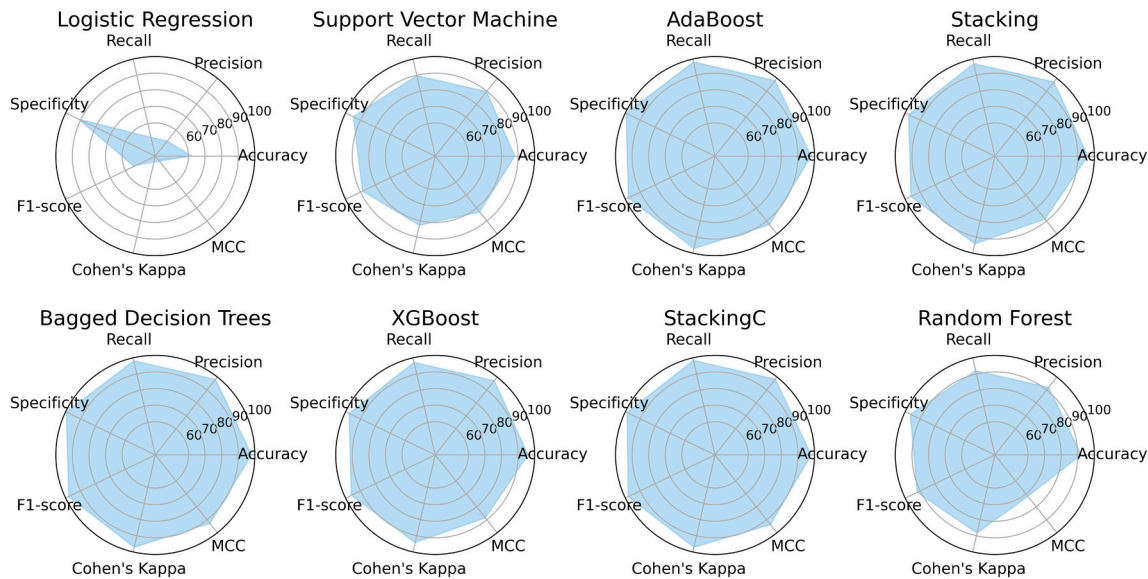 Logistic Regression
Recall
Precision
Specificity
60 70 80 90 100
Accuracy
F1-score
MCC
Cohen's Kappa
Support Vector Machine
Recall
Precision
Specificity
60 70 80 90 100
Accuracy
F1-score
MCC
Cohen's Kappa
AdaBoost
Recall
Precision
Specificity
60 70 80 90 100
Accuracy
F1-score
MCC
Cohen's Kappa
Stacking
Recall
Precision
Specificity
60 70 80 90 100
Accuracy
F1-score
MCC
Cohen's Kappa
Bagged Decision Trees
Recall
Precision
Specificity
60 70 80 90 100
Accuracy
F1-score
MCC
Cohen's Kappa
XGBoost
Recall
Precision
Specificity
60 70 80 90 100
Accuracy
F1-score
MCC
Cohen's Kappa
StackingC
Recall
Precision
Specificity
60 70 80 90 100
Accuracy
F1-score
MCC
Cohen's Kappa
Random Forest
Recall
Precision
Specificity
60 70 80 90 100
Accuracy
F1-score
MCC
Cohen's Kappa